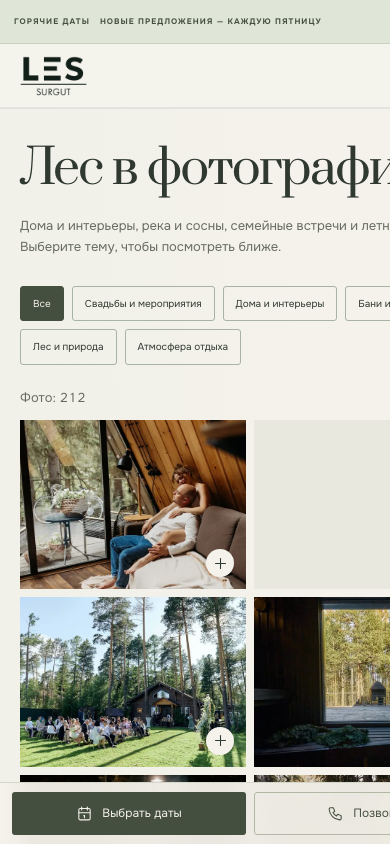 ГОРЯЧИЕ ДАТЫ НОВЫЕ ПРЕДЛОЖЕНИЯ — КАЖДУЮ ПЯТНИЦУ
LES
SURGUT
Лес в фотографи
Дома и интерьеры, река и сосны, семейные встречи и летн
Выберите тему, чтобы посмотреть ближе.
Все
Свадьбы и мероприятия
Дома и интерьеры
Бани и
Лес и природа
Атмосфера отдыха
Фото: 212
Выбрать даты
Позво